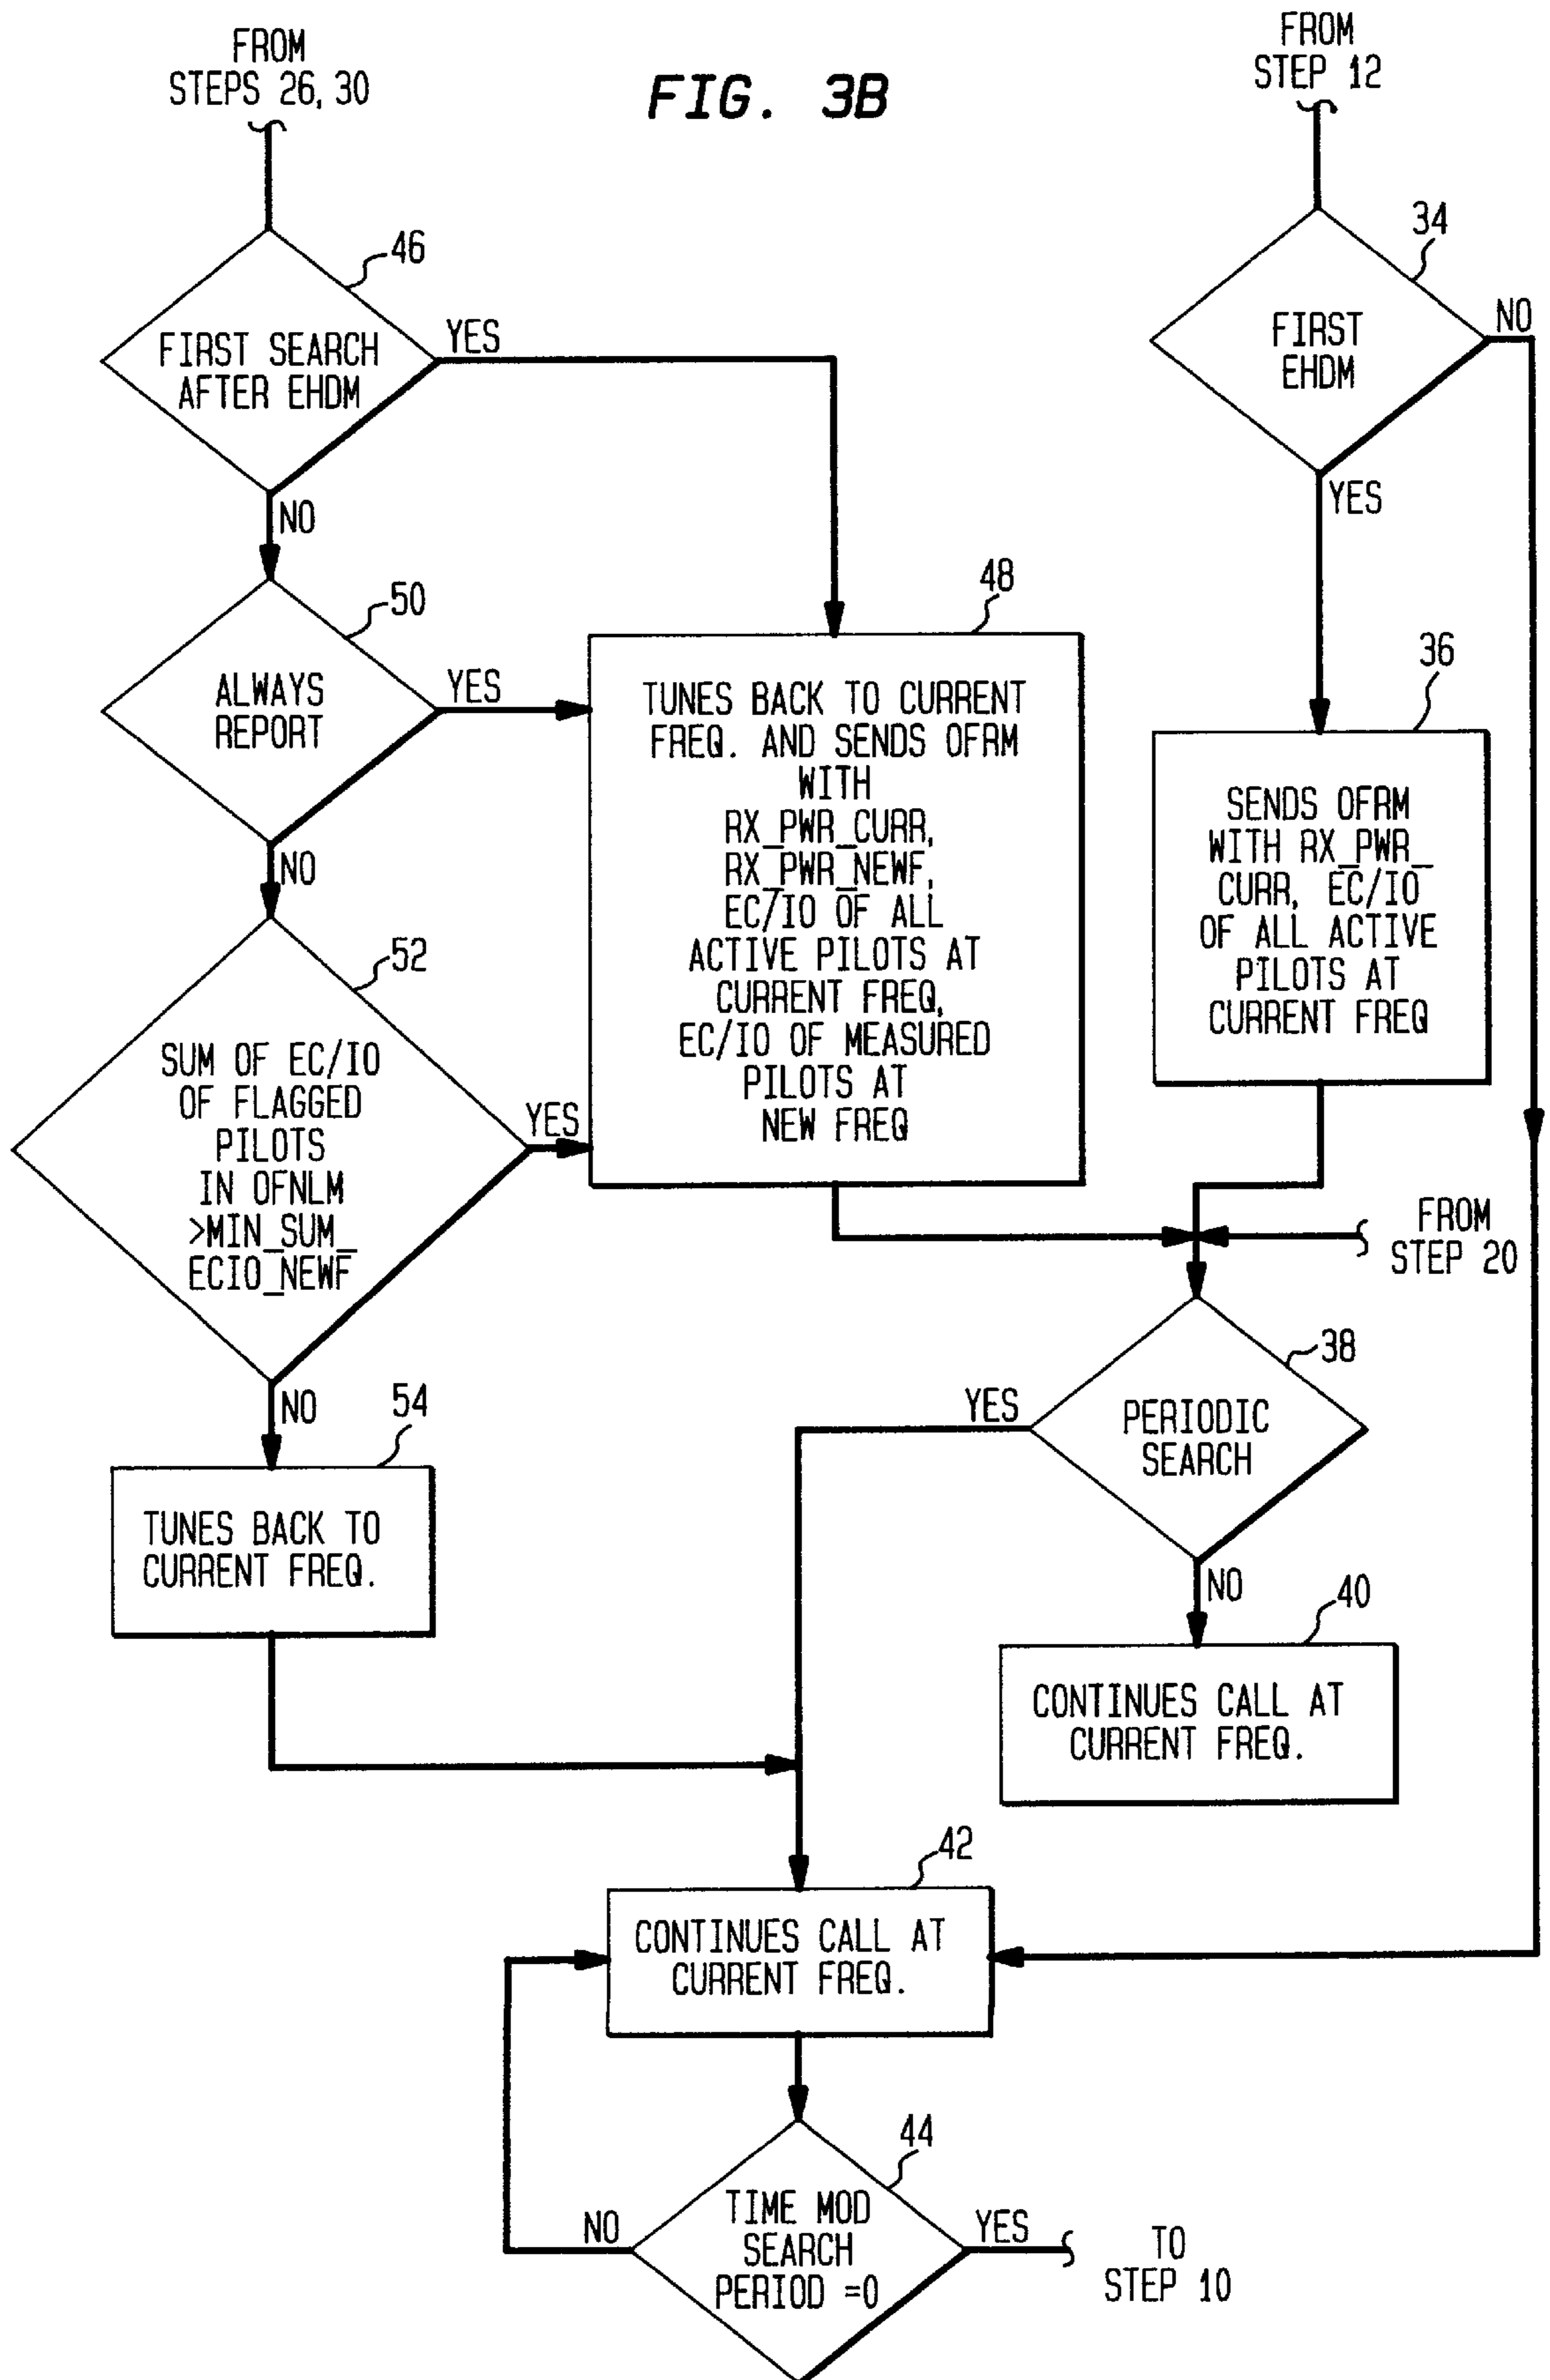 FROM
STEPS 26, 30
FIG. 3B
FROM
STEP 12
46
FIRST SEARCH
AFTER EHDM
YES
NO
34
FIRST
EHDM
NO
YES
50
ALWAYS
REPORT
YES
NO
48
TUNES BACK TO CURRENT
FREQ. AND SENDS OFRM
WITH
RX_PWR_CURR,
RX_PWR_NEWF,
EC/IO OF ALL
ACTIVE PILOTS AT
CURRENT FREQ,
EC/IO OF MEASURED
PILOTS AT
NEW FREQ
36
SENDS OFRM
WITH RX_PWR_
CURR, EC/IO
OF ALL ACTIVE
PILOTS AT
CURRENT FREQ
52
SUM OF EC/IO
OF FLAGGED
PILOTS
IN OFNLM
>MIN_SUM_
ECIO_NEWF
YES
NO
FROM
STEP 20
38
PERIODIC
SEARCH
YES
NO
54
TUNES BACK TO
CURRENT FREQ.
40
CONTINUES CALL AT
CURRENT FREQ.
42
CONTINUES CALL AT
CURRENT FREQ.
44
TIME MOD
SEARCH
PERIOD =0
NO
YES
TO
STEP 10